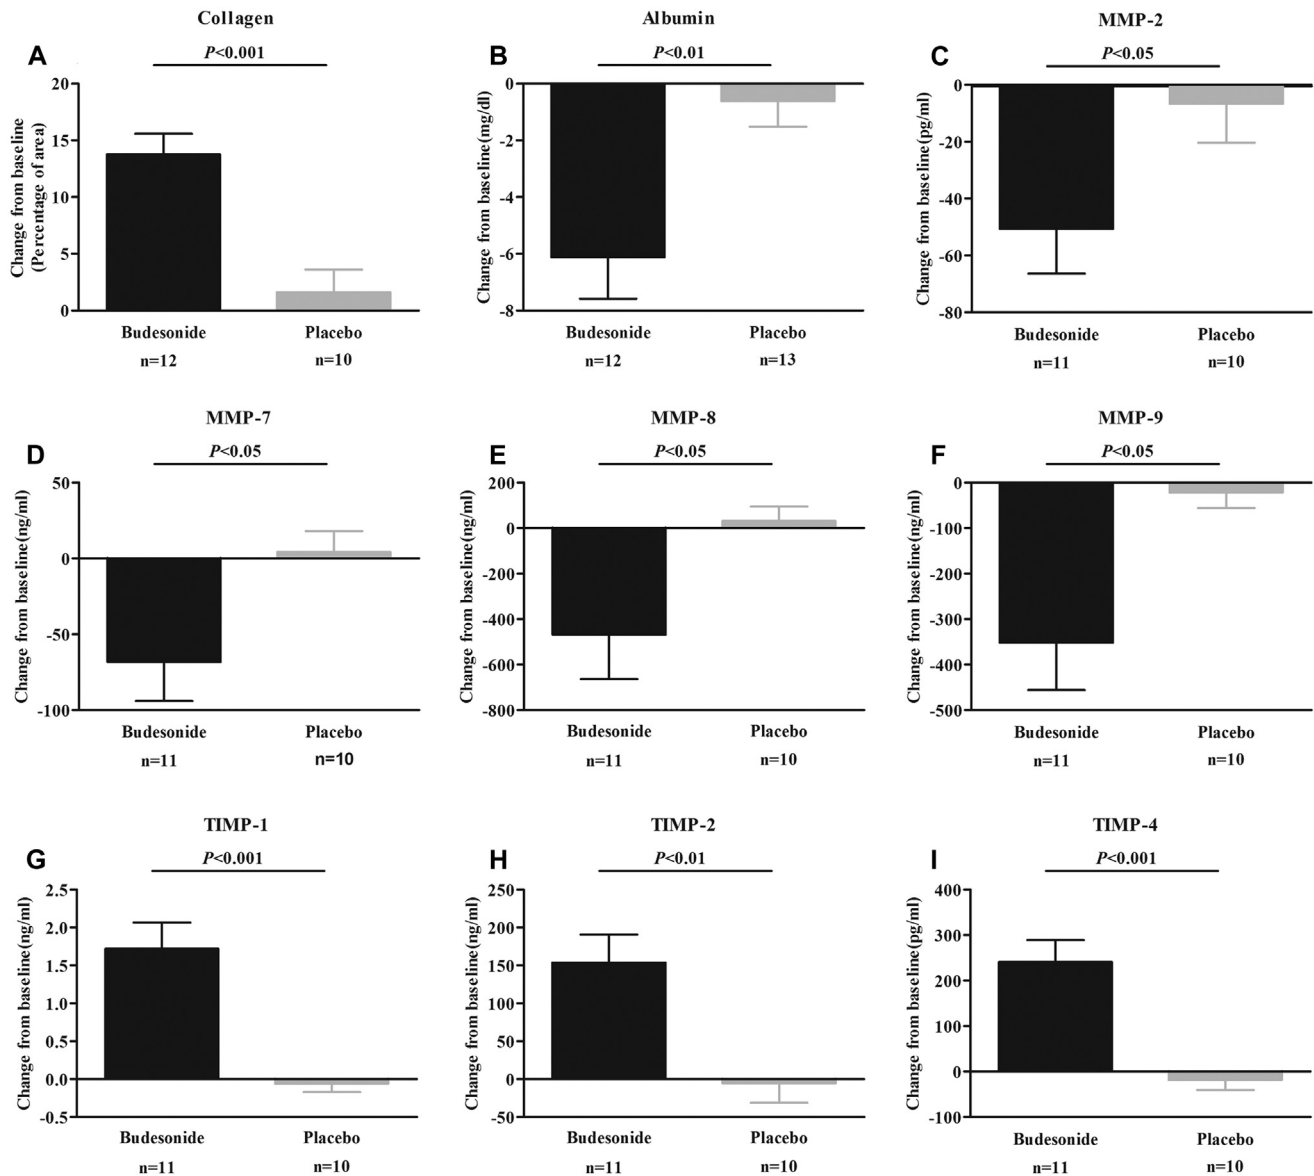 Collagen
A
P<0.001
Change from baseline
(Percentage of area)
20
15
10
5
0
Budesonide
Placebo
n=12
n=10
Albumin
B
P<0.01
Change from baseline(mg/dl)
0
-2
-4
-6
-8
Budesonide
Placebo
n=12
n=13
MMP-2
C
P<0.05
Change from baseline(pg/ml)
0
-20
-40
-60
-80
Budesonide
Placebo
n=11
n=10
MMP-7
D
P<0.05
Change from baseline(ng/ml)
50
0
-50
-100
Budesonide
Placebo
n=11
n=10
MMP-8
E
P<0.05
Change from baseline(ng/ml)
200
0
-200
-400
-600
-800
Budesonide
Placebo
n=11
n=10
MMP-9
F
P<0.05
Change from baseline(ng/ml)
0
-100
-200
-300
-400
-500
Budesonide
Placebo
n=11
n=10
TIMP-1
G
P<0.001
Change from baseline(ng/ml)
2.5
2.0
1.5
1.0
0.5
0.0
-0.5
Budesonide
Placebo
n=11
n=10
TIMP-2
H
P<0.01
Change from baseline(ng/ml)
250
200
150
100
50
0
-50
Budesonide
Placebo
n=11
n=10
TIMP-4
I
P<0.001
Change from baseline(pg/ml)
400
300
200
100
0
-100
Budesonide
Placebo
n=11
n=10